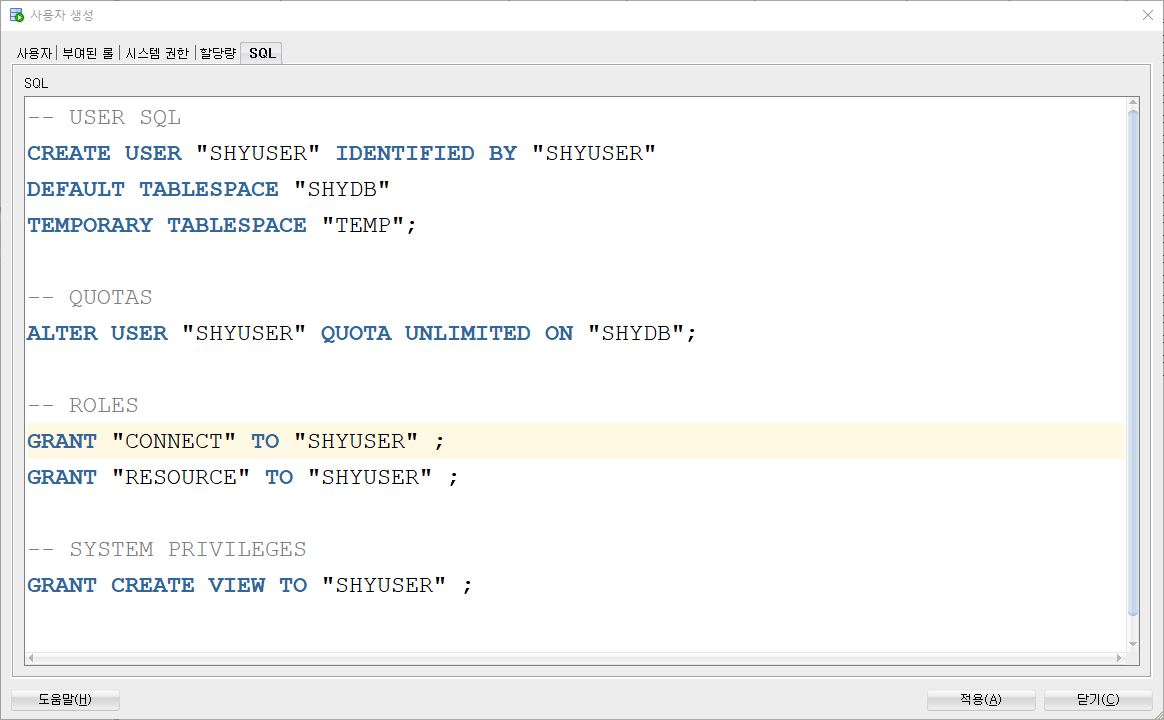 사용자 생성
사용자 부여된 롤 시스템 권한 할당량 SQL
SQL
-- USER SQL
CREATE USER "SHYUSER" IDENTIFIED BY "SHYUSER"
DEFAULT TABLESPACE "SHYDB"
TEMPORARY TABLESPACE "TEMP";
-- QUOTAS
ALTER USER "SHYUSER" QUOTA UNLIMITED ON "SHYDB";
-- ROLES
GRANT "CONNECT" TO "SHYUSER" ;
GRANT "RESOURCE" TO "SHYUSER" ;
-- SYSTEM PRIVILEGES
GRANT CREATE VIEW TO "SHYUSER" ;
도움말(H) 적용(A) 닫기(C)